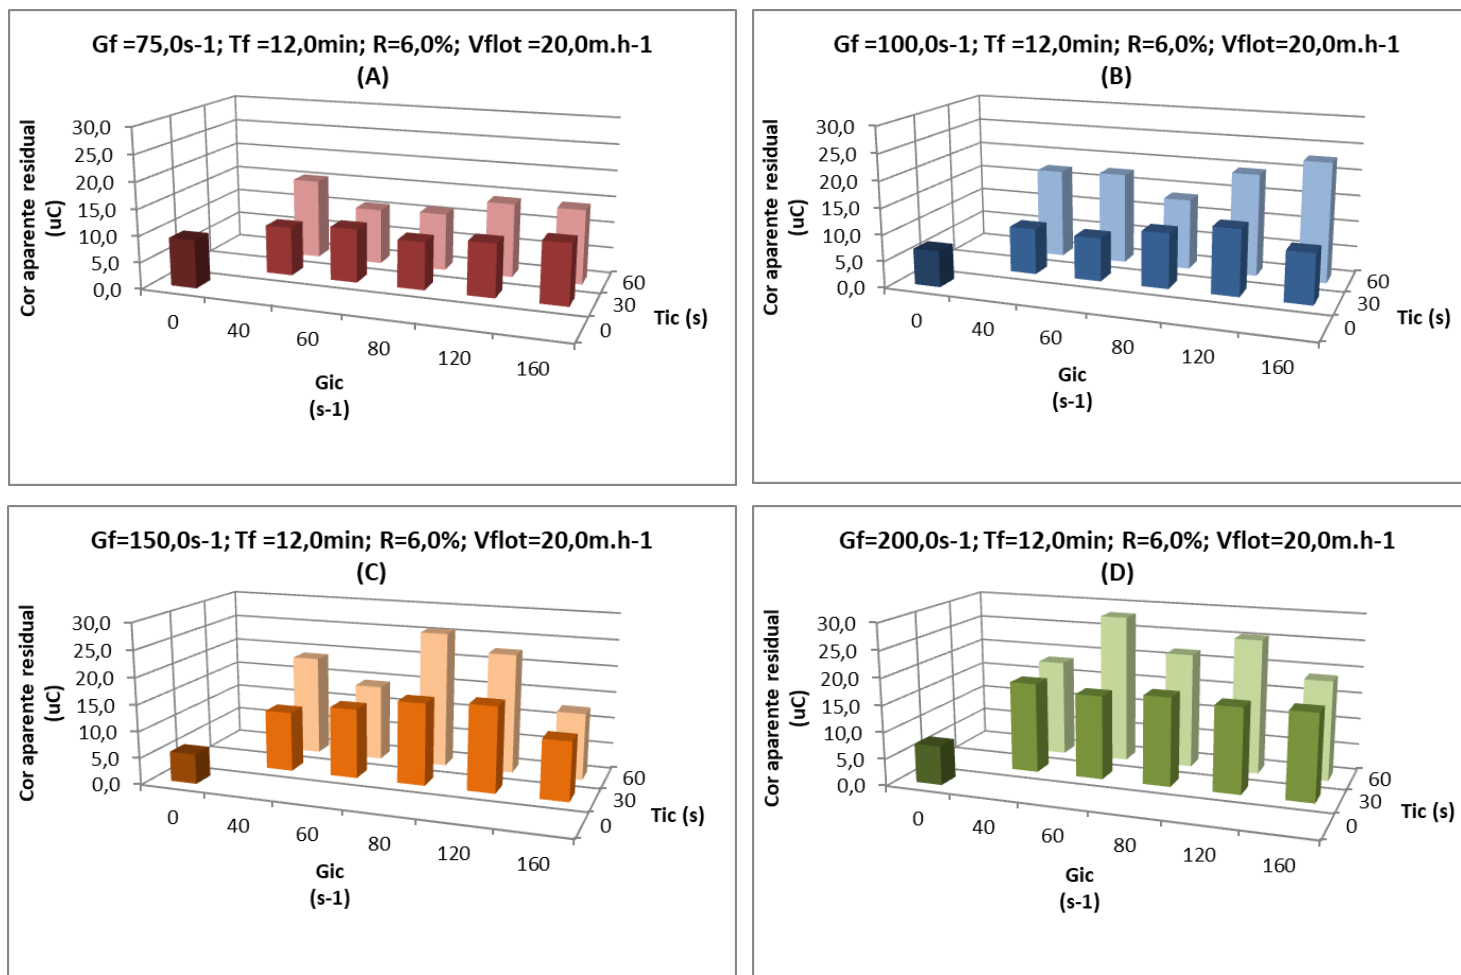 Gf =75,0s-1; Tf =12,0min; R=6,0%; Vflot =20,0m.h-1
(A)
Cor aparente residual
(uC)
30,0
25,0
20,0
15,0
10,0
5,0
0,0
0
40
60
80
120
160
Gic
(s-1)
60
30
0
Tic (s)
Gf =100,0s-1; Tf =12,0min; R=6,0%; Vflot=20,0m.h-1
(B)
Cor aparente residual
(uC)
30,0
25,0
20,0
15,0
10,0
5,0
0,0
0
40
60
80
120
160
Gic
(s-1)
60
30
0
Tic (s)
Gf=150,0s-1; Tf =12,0min; R=6,0%; Vflot=20,0m.h-1
(C)
Cor aparente residual
(uC)
30,0
25,0
20,0
15,0
10,0
5,0
0,0
0
40
60
80
120
160
Gic
(s-1)
60
30
0
Tic (s)
Gf=200,0s-1; Tf=12,0min; R=6,0%; Vflot=20,0m.h-1
(D)
Cor aparente residual
(uC)
30,0
25,0
20,0
15,0
10,0
5,0
0,0
0
40
60
80
120
160
Gic
(s-1)
60
30
0
Tic (s)